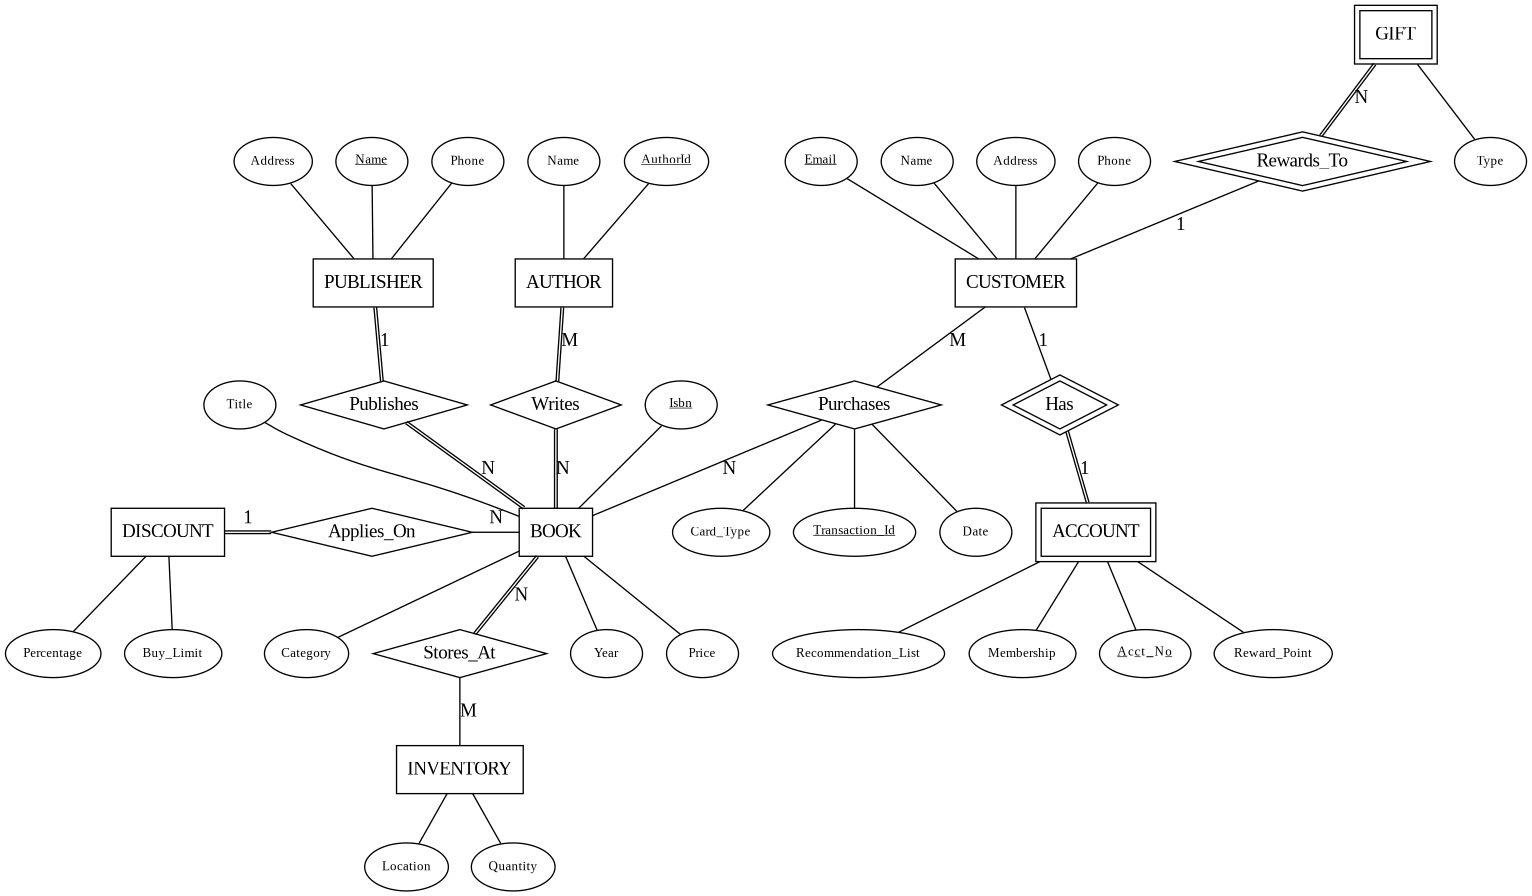 GIFT
N
Address
Name
Phone
Name
AuthorId
Email
Name
Address
Phone
Rewards_To
Type
1
PUBLISHER
AUTHOR
CUSTOMER
1
M
M
1
Title
Publishes
Writes
Isbn
Purchases
Has
N
N
N
1
DISCOUNT
1
Applies_On
N
BOOK
Card_Type
Transaction_Id
Date
ACCOUNT
N
Percentage
Buy_Limit
Category
Stores_At
Year
Price
Recommendation_List
Membership
Acct_No
Reward_Point
M
INVENTORY
Location
Quantity